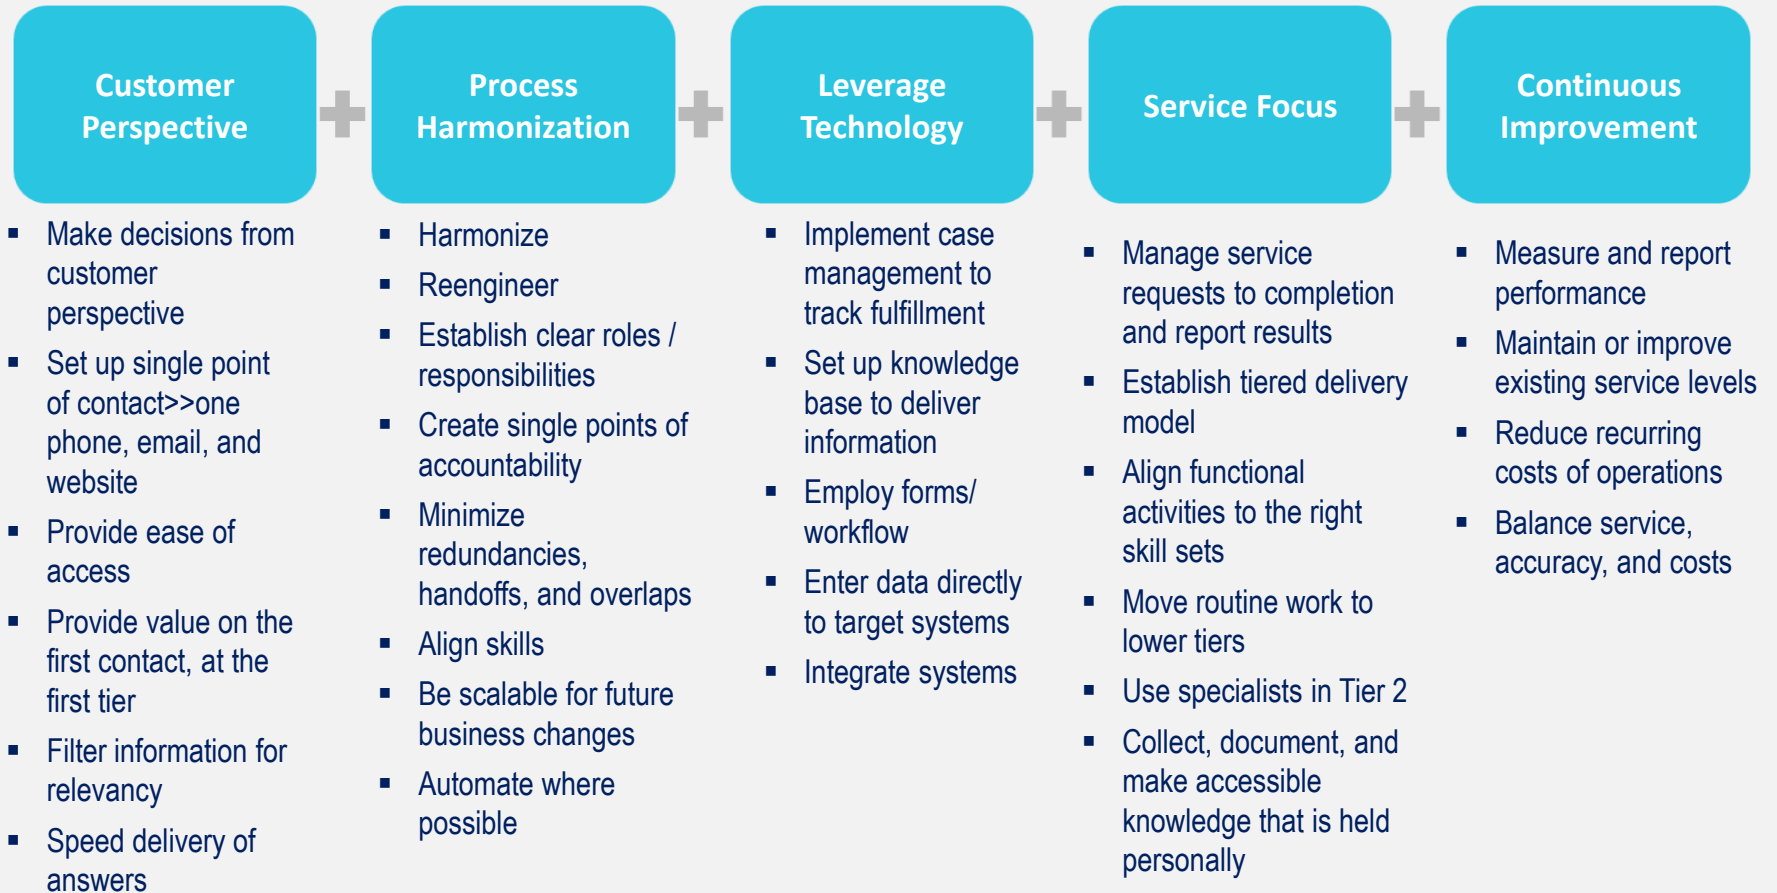 Customer
Perspective
Process
Harmonization
Leverage
Technology
Service Focus
Continuous
Improvement
▪ Make decisions from
customer
perspective
▪ Set up single point
of contact>>one
phone, email, and
website
▪ Provide ease of
access
▪ Provide value on the
first contact, at the
first tier
▪ Filter information for
relevancy
▪ Speed delivery of
answers
▪ Harmonize
▪ Reengineer
▪ Establish clear roles /
responsibilities
▪ Create single points of
accountability
▪ Minimize
redundancies,
handoffs, and overlaps
▪ Align skills
▪ Be scalable for future
business changes
▪ Automate where
possible
▪ Implement case
management to
track fulfillment
▪ Set up knowledge
base to deliver
information
▪ Employ forms/
workflow
▪ Enter data directly
to target systems
▪ Integrate systems
▪ Manage service
requests to completion
and report results
▪ Establish tiered delivery
model
▪ Align functional
activities to the right
skill sets
▪ Move routine work to
lower tiers
▪ Use specialists in Tier 2
▪ Collect, document, and
make accessible
knowledge that is held
personally
▪ Measure and report
performance
▪ Maintain or improve
existing service levels
▪ Reduce recurring
costs of operations
▪ Balance service,
accuracy, and costs